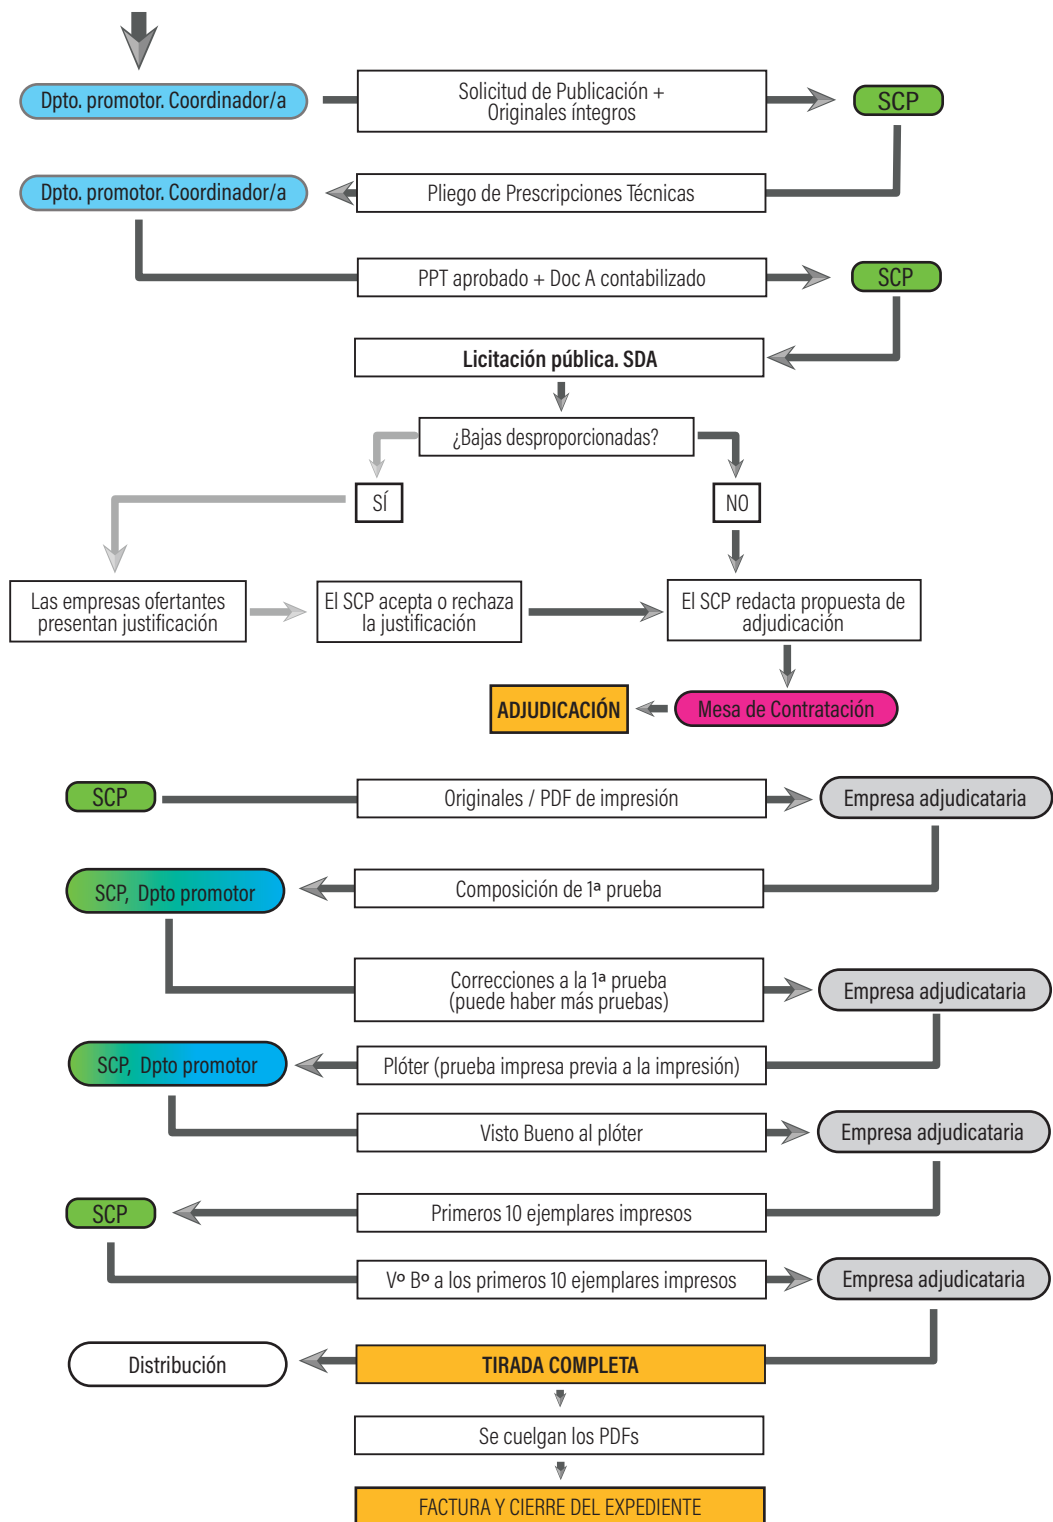 Dpto. promotor. Coordinador/a
Solicitud de Publicación +
Originales íntegros
SCP
Dpto. promotor. Coordinador/a
Pliego de Prescripciones Técnicas
PPT aprobado + Doc A contabilizado
SCP
Licitación pública. SDA
¿Bajas desproporcionadas?
SÍ
NO
Las empresas ofertantes
presentan justificación
El SCP acepta o rechaza
la justificación
El SCP redacta propuesta de
adjudicación
ADJUDICACIÓN
Mesa de Contratación
SCP
Originales / PDF de impresión
Empresa adjudicataria
SCP, Dpto promotor
Composición de 1ª prueba
Correcciones a la 1ª prueba
(puede haber más pruebas)
Empresa adjudicataria
SCP, Dpto promotor
Plóter (prueba impresa previa a la impresión)
Visto Bueno al plóter
Empresa adjudicataria
SCP
Primeros 10 ejemplares impresos
Vº Bº a los primeros 10 ejemplares impresos
Empresa adjudicataria
Distribución
TIRADA COMPLETA
Se cuelgan los PDFs
FACTURA Y CIERRE DEL EXPEDIENTE